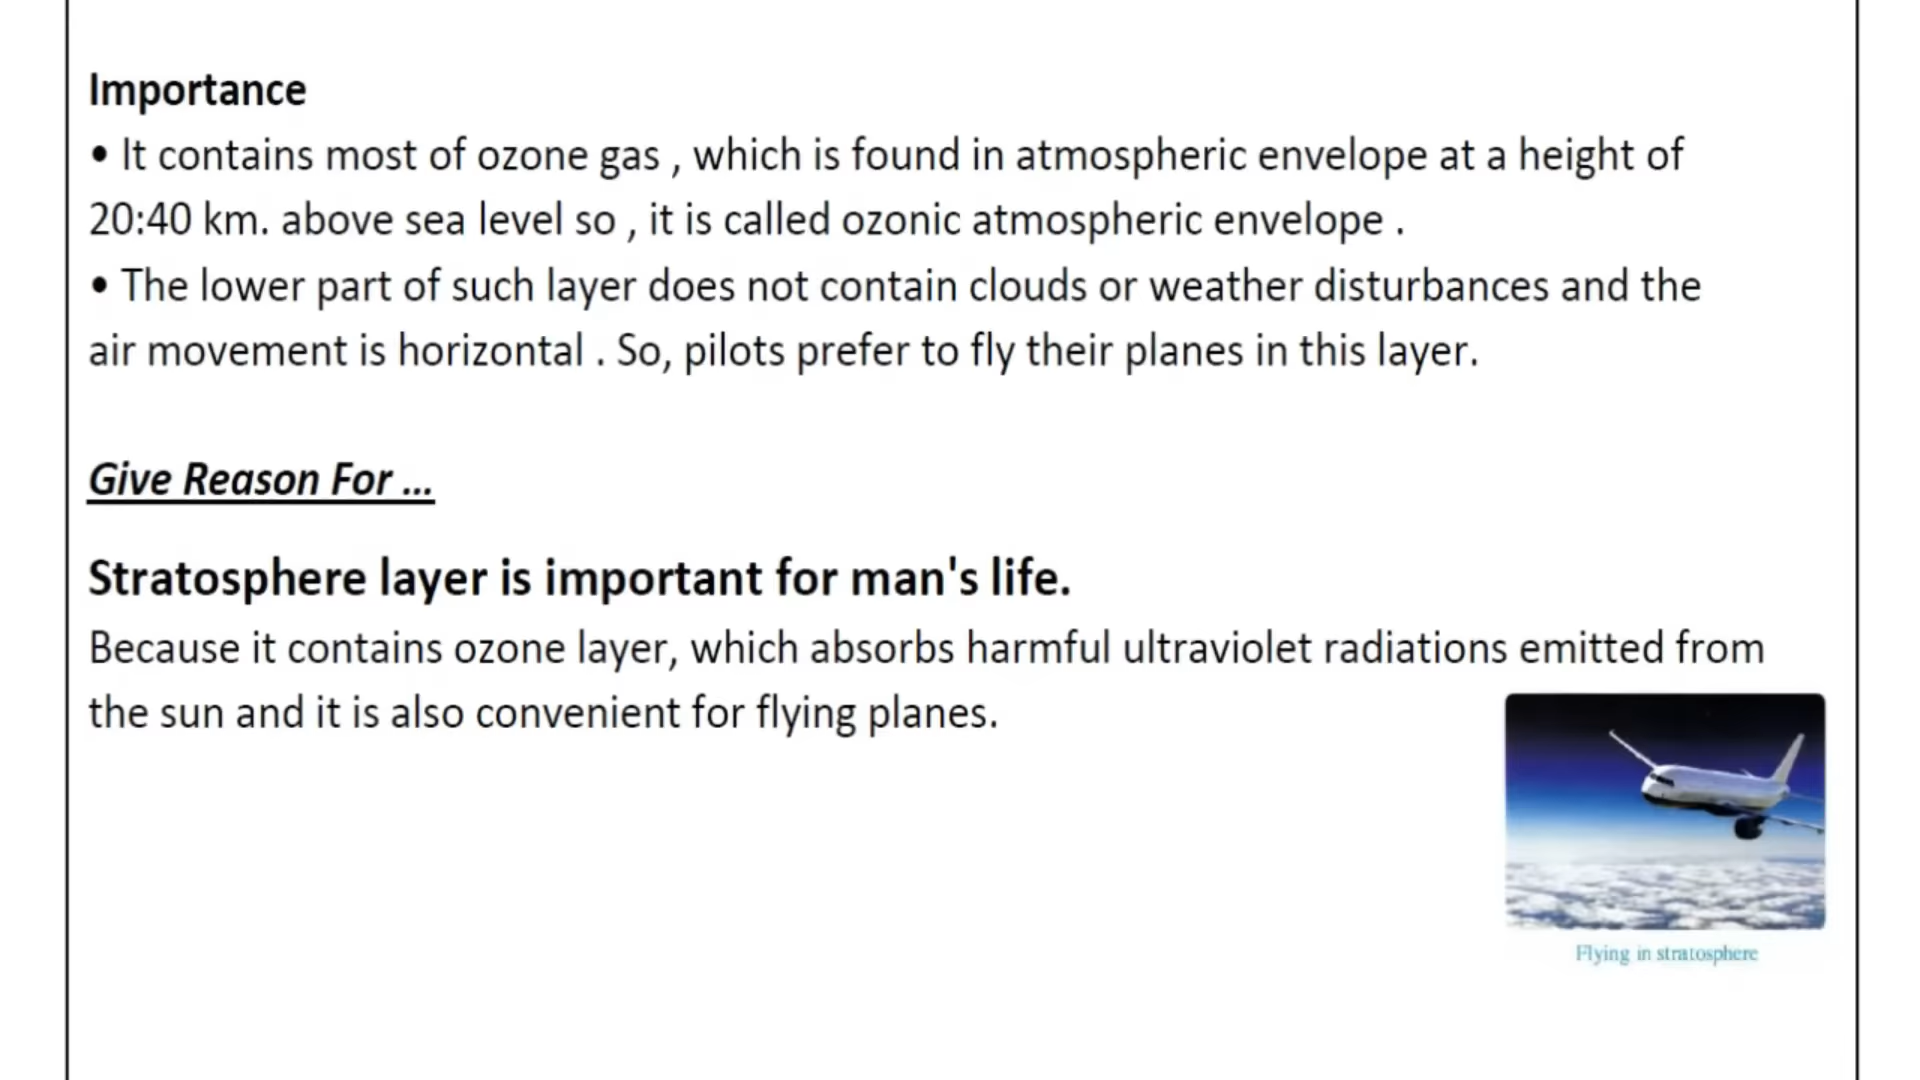 Importance
• It contains most of ozone gas , which is found in atmospheric envelope at a height of
20:40 km. above sea level so , it is called ozonic atmospheric envelope .
• The lower part of such layer does not contain clouds or weather disturbances and the
air movement is horizontal . So, pilots prefer to fly their planes in this layer.
Give Reason For ...
Stratosphere layer is important for man's life.
Because it contains ozone layer, which absorbs harmful ultraviolet radiations emitted from
the sun and it is also convenient for flying planes.
Flying in stratosphere